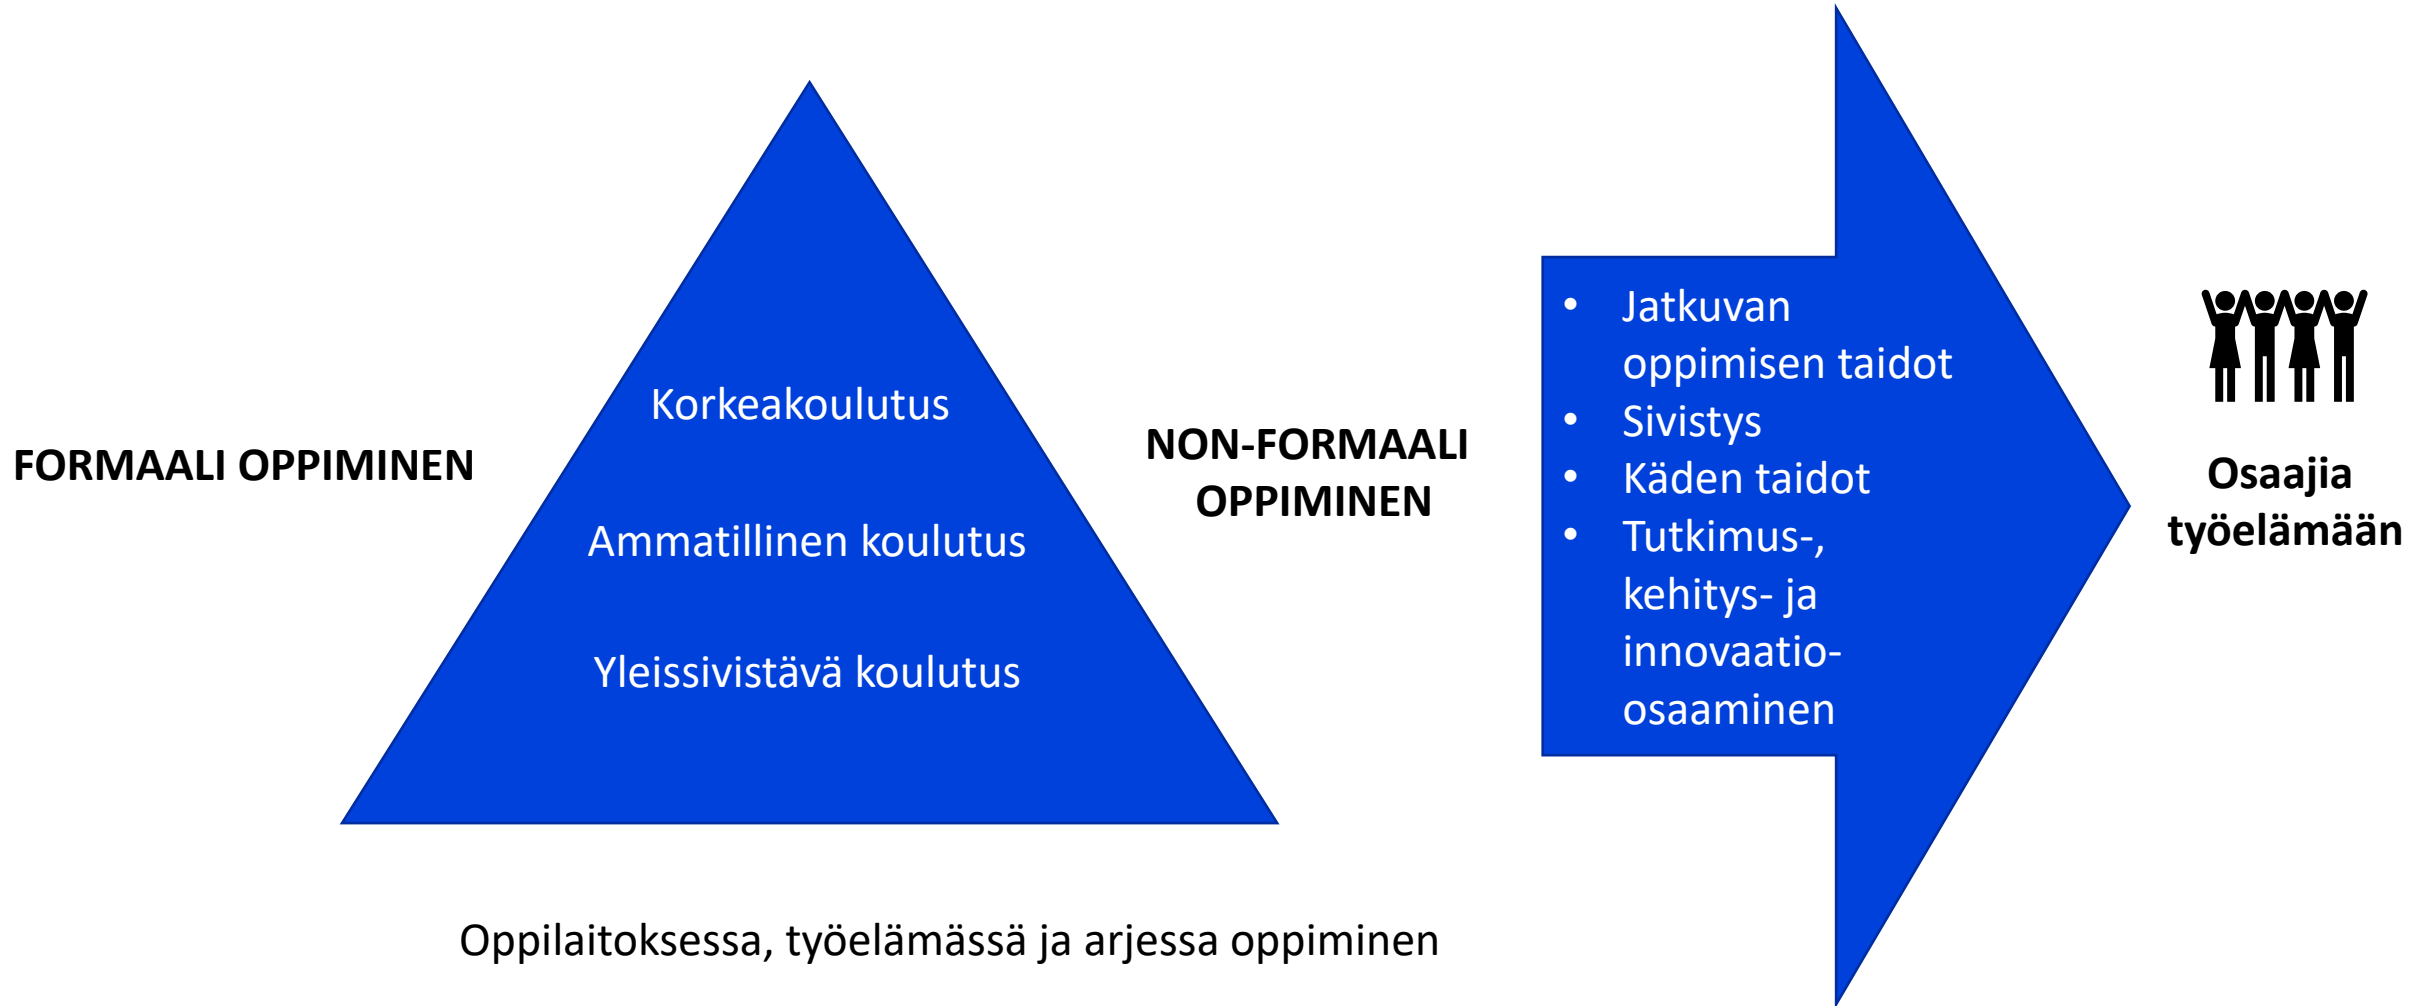 FORMAALI OPPIMINEN
Korkeakoulutus
Ammatillinen koulutus
Yleissivistävä koulutus
NON-FORMAALI
OPPIMINEN
Oppilaitoksessa, työelämässä ja arjessa oppiminen
• Jatkuvan
oppimisen taidot
• Sivistys
• Käden taidot
• Tutkimus-,
kehitys- ja
innovaatio-
osaaminen
Osaajia
työelämään